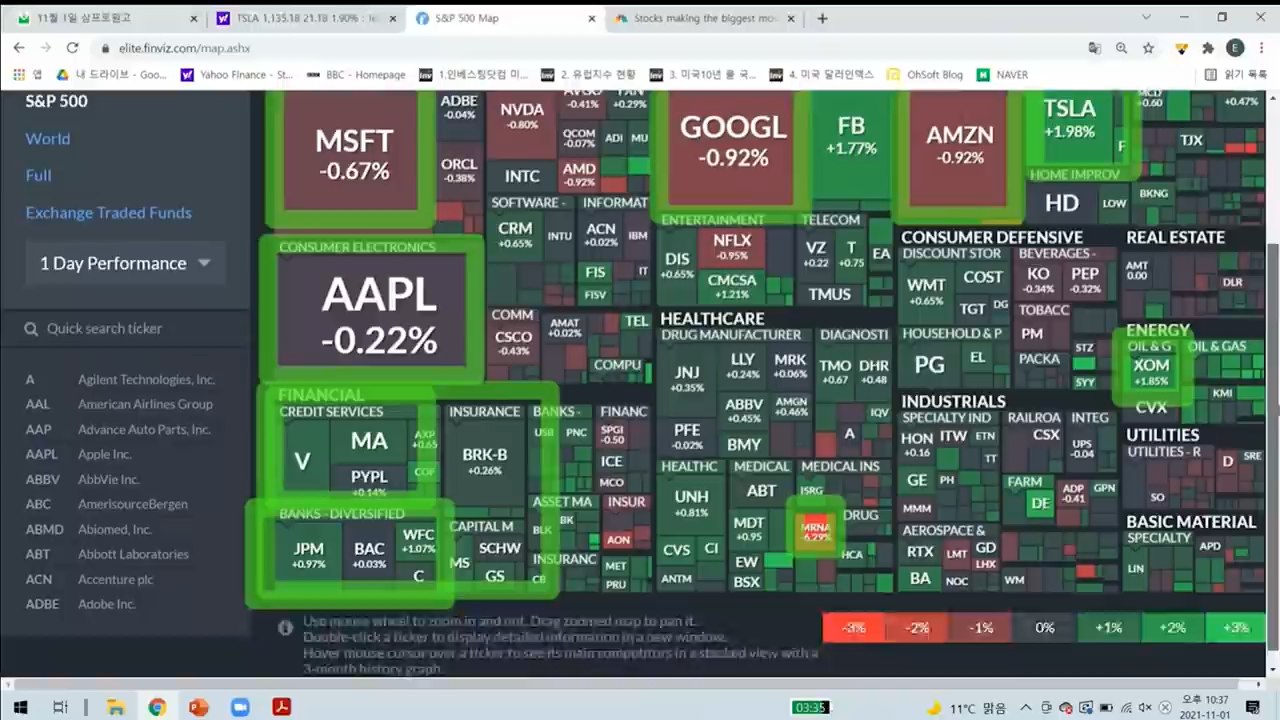 11월 1일 삼프로원고
TSLA 1,135.18 21.18 1.90%
S&P 500 Map
Stocks making the biggest mo
elite.finviz.com/map.ashx
E
앱
내 드라이브 - Goo...
Yahoo Finance - St...
BBC - Homepage
1.인베스팅닷컴 미...
2. 유럽지수 현황
3. 미국10년 물 국...
4. 미국 달러인덱스
OhSoft Blog
NAVER
읽기 목록
S&P 500
World
Full
Exchange Traded Funds
1 Day Performance
Quick search ticker
A Agilent Technologies, Inc.
AAL American Airlines Group
AAP Advance Auto Parts, Inc.
AAPL Apple Inc.
ABBV AbbVie Inc.
ABC AmerisourceBergen
ABMD Abiomed, Inc.
ABT Abbott Laboratories
ACN Accenture plc
ADBE Adobe Inc.
MSFT
-0.67%
ADBE
-0.04%
ORCL
-0.38%
NVDA
-0.80%
AVGO
-0.41%
TXN
+0.29%
QCOM
-0.07%
ADI
MU
INTC
AMD
-0.92%
SOFTWARE -
CRM
+0.65%
INTU
INFORMAT
ACN
+0.02%
IBM
FIS
IT
FISV
CONSUMER ELECTRONICS
AAPL
-0.22%
COMM
CSCO
-0.43%
AMAT
+0.02%
TEL
COMPU
GOOGL
-0.92%
FB
+1.77%
ENTERTAINMENT
DIS
+0.65%
NFLX
-0.95%
CMCSA
+1.21%
TELECOM
VZ
+0.22
T
+0.75
TMUS
EA
AMZN
-0.92%
TSLA
+1.98%
F
MCD
+0.60
+0.47%
TJX
HOME IMPROV
HD
LOW
BKNG
CONSUMER DEFENSIVE
DISCOUNT STOR
WMT
+0.65%
COST
TGT
DG
BEVERAGES -
KO
-0.34%
PEP
-0.32%
TOBACC
PM
HOUSEHOLD & P
PG
EL
PACKA
STZ
SYY
REAL ESTATE
AMT
0.00
DLR
ENERGY
OIL & G
OIL & GAS
XOM
+1.85%
CVX
KMI
FINANCIAL
CREDIT SERVICES
V
MA
PYPL
+0.14%
AXP
+0.65
COF
INSURANCE
BRK-B
+0.26%
BANKS -
USB
PNC
FINANC
SPGI
-0.50
ICE
MCO
BANKS - DIVERSIFIED
JPM
+0.97%
BAC
+0.03%
WFC
+1.07%
C
CAPITAL M
MS
SCHW
GS
ASSET MA
BLK
BK
INSUR
AON
INSURANC
CB
MET
PRU
HEALTHCARE
DRUG MANUFACTURER
JNJ
+0.35%
LLY
+0.24%
MRK
+0.06%
ABBV
+0.45%
AMGN
+0.46%
PFE
-0.02%
BMY
DIAGNOSTI
TMO
+0.67
DHR
+0.48
IQV
A
HEALTHC
UNH
+0.81%
CVS
CI
ANTM
MEDICAL
ABT
MDT
+0.95
EW
BSX
MEDICAL INS
ISRG
MRNA
-6.29%
DRUG
HCA
INDUSTRIALS
SPECIALTY IND
HON
+0.16
ITW
ETN
TT
GE
PH
MMM
RAILROA
CSX
INTEG
UPS
-0.04
FARM
DE
ADP
-0.41
GPN
AEROSPACE &
RTX
LMT
GD
LHX
BA
NOC
WM
UTILITIES
UTILITIES - R
D
SRE
SO
BASIC MATERIAL
SPECIALTY
LIN
APD
Use mouse wheel to zoom in and out. Drag zoomed map to pan it.
Double-click a ticker to display detailed information in a new window.
Hover mouse cursor over a ticker to see its main competitors in a stacked view with a
3-month history graph.
-3%
-2%
-1%
0%
+1%
+2%
+3%
03:35
11℃ 맑음
오후 10:37
2021-11-01